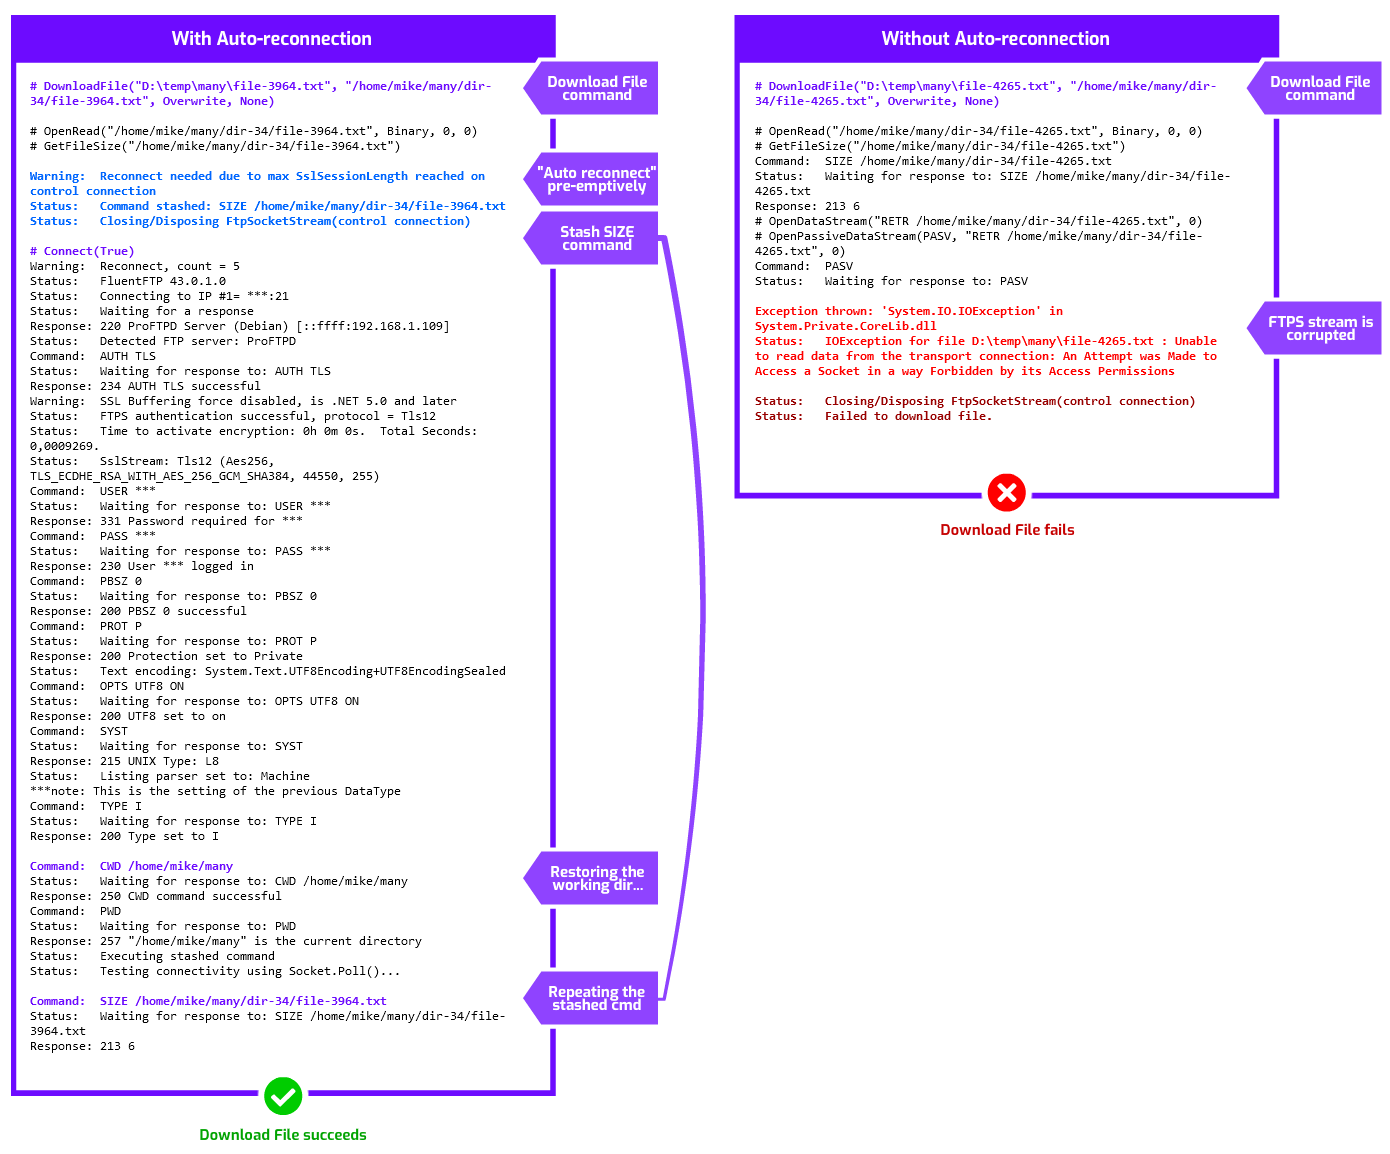 With Auto-reconnection
# DownloadFile("D:\temp\many\file-3964.txt", "/home/mike/many/dir-
34/file-3964.txt", Overwrite, None)
Download File
command
# OpenRead("/home/mike/many/dir-34/file-3964.txt", Binary, 0, 0)
# GetFileSize("/home/mike/many/dir-34/file-3964.txt")
Warning:  Reconnect needed due to max SslSessionLength reached on
control connection
Status:   Command stashed: SIZE /home/mike/many/dir-34/file-3964.txt
Status:   Closing/Disposing FtpSocketStream(control connection)
"Auto reconnect"
pre-emptively
Stash SIZE
command
# Connect(True)
Warning:  Reconnect, count = 5
Status:   FluentFTP 43.0.1.0
Status:   Connecting to IP #1= ***:21
Status:   Waiting for a response
Response: 220 ProFTPD Server (Debian) [::ffff:192.168.1.109]
Status:   Detected FTP server: ProFTPD
Command:  AUTH TLS
Status:   Waiting for response to: AUTH TLS
Response: 234 AUTH TLS successful
Warning:  SSL Buffering force disabled, is .NET 5.0 and later
Status:   FTPS authentication successful, protocol = Tls12
Status:   Time to activate encryption: 0h 0m 0s.  Total Seconds:
0,0009269.
Status:   SslStream: Tls12 (Aes256,
TLS_ECDHE_RSA_WITH_AES_256_GCM_SHA384, 44550, 255)
Command:  USER ***
Status:   Waiting for response to: USER ***
Response: 331 Password required for ***
Command:  PASS ***
Status:   Waiting for response to: PASS ***
Response: 230 User *** logged in
Command:  PBSZ 0
Status:   Waiting for response to: PBSZ 0
Response: 200 PBSZ 0 successful
Command:  PROT P
Status:   Waiting for response to: PROT P
Response: 200 Protection set to Private
Status:   Text encoding: System.Text.UTF8Encoding+UTF8EncodingSealed
Command:  OPTS UTF8 ON
Status:   Waiting for response to: OPTS UTF8 ON
Response: 200 UTF8 set to on
Command:  SYST
Status:   Waiting for response to: SYST
Response: 215 UNIX Type: L8
Status:   Listing parser set to: Machine
***note: This is the setting of the previous DataType
Command:  TYPE I
Status:   Waiting for response to: TYPE I
Response: 200 Type set to I
Command:  CWD /home/mike/many
Status:   Waiting for response to: CWD /home/mike/many
Response: 250 CWD command successful
Command:  PWD
Status:   Waiting for response to: PWD
Response: 257 "/home/mike/many" is the current directory
Status:   Executing stashed command
Status:   Testing connectivity using Socket.Poll()...
Restoring the
working dir...
Command:  SIZE /home/mike/many/dir-34/file-3964.txt
Status:   Waiting for response to: SIZE /home/mike/many/dir-34/file-
3964.txt
Response: 213 6
Repeating the
stashed cmd
Download File succeeds
Without Auto-reconnection
# DownloadFile("D:\temp\many\file-4265.txt", "/home/mike/many/dir-
34/file-4265.txt", Overwrite, None)
Download File
command
# OpenRead("/home/mike/many/dir-34/file-4265.txt", Binary, 0, 0)
# GetFileSize("/home/mike/many/dir-34/file-4265.txt")
Command:  SIZE /home/mike/many/dir-34/file-4265.txt
Status:   Waiting for response to: SIZE /home/mike/many/dir-34/file-
4265.txt
Response: 213 6
# OpenDataStream("RETR /home/mike/many/dir-34/file-4265.txt", 0)
# OpenPassiveDataStream(PASV, "RETR /home/mike/many/dir-34/file-
4265.txt", 0)
Command:  PASV
Status:   Waiting for response to: PASV
Exception thrown: 'System.IO.IOException' in
System.Private.CoreLib.dll
Status:   IOException for file D:\temp\many\file-4265.txt : Unable
to read data from the transport connection: An Attempt was Made to
Access a Socket in a way Forbidden by its Access Permissions
FTPS stream is
corrupted
Status:   Closing/Disposing FtpSocketStream(control connection)
Status:   Failed to download file.
Download File fails